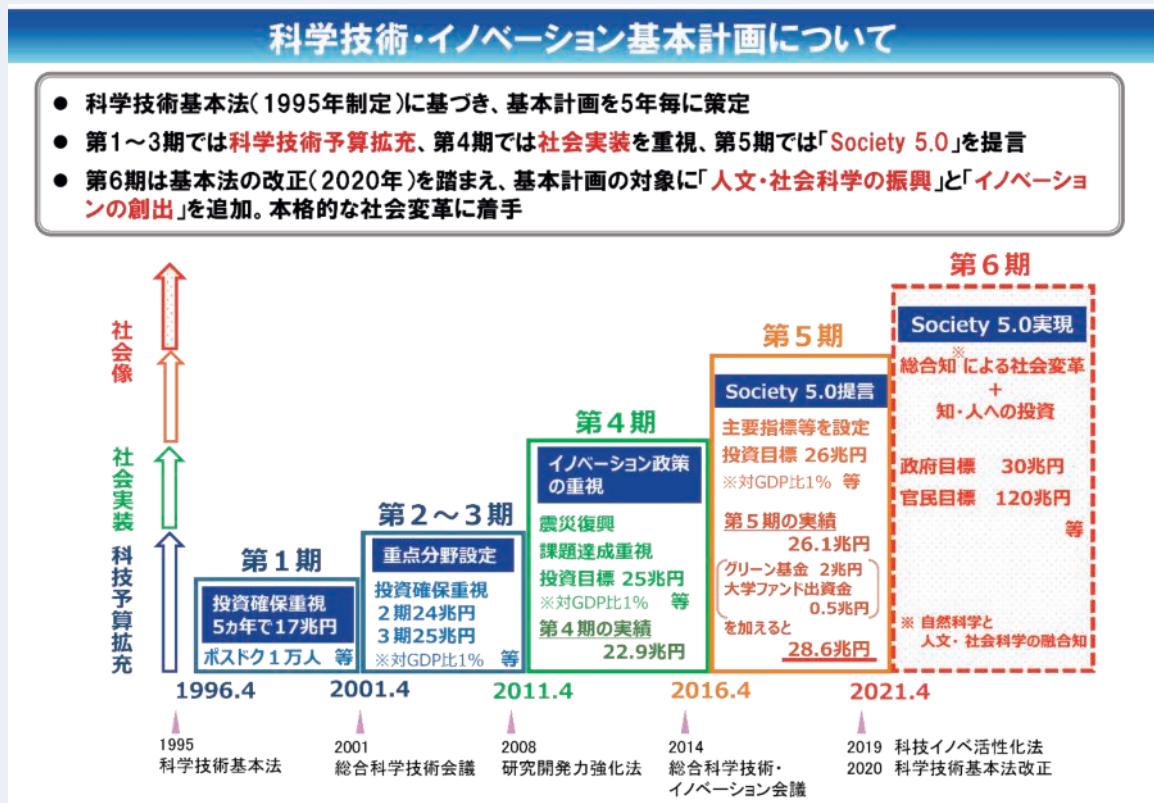 科学技術・イノベーション基本計画について
● 科学技術基本法(1995年制定)に基づき、基本計画を5年毎に策定
● 第1～3期では科学技術予算拡充、第4期では社会実装を重視、第5期では「Society 5.0」を提言
● 第6期は基本法の改正(2020年)を踏まえ、基本計画の対象に「人文・社会科学の振興」と「イノベーショ
ンの創出」を追加。本格的な社会変革に着手
社会像
社会実装
科技予算拡充
第1期
投資確保重視
5ヵ年で17兆円
ポスドク1万人 等
第2～3期
重点分野設定
投資確保重視
2期24兆円
3期25兆円
※対GDP比1% 等
第4期
イノベーション政策
の重視
震災復興
課題達成重視
投資目標 25兆円
※対GDP比1% 等
第4期の実績
22.9兆円
第5期
Society 5.0提言
主要指標等を設定
投資目標 26兆円
※対GDP比1% 等
第5期の実績
26.1兆円
グリーン基金 2兆円
大学ファンド出資金
0.5兆円
を加えると
28.6兆円
第6期
Society 5.0実現
総合知※による社会変革
+
知・人への投資
政府目標 30兆円
官民目標 120兆円
等
※ 自然科学と
人文・社会科学の融合知
1996.4
2001.4
2011.4
2016.4
2021.4
1995
科学技術基本法
2001
総合科学技術会議
2008
研究開発力強化法
2014
総合科学技術・
イノベーション会議
2019 科技イノベ活性化法
2020 科学技術基本法改正